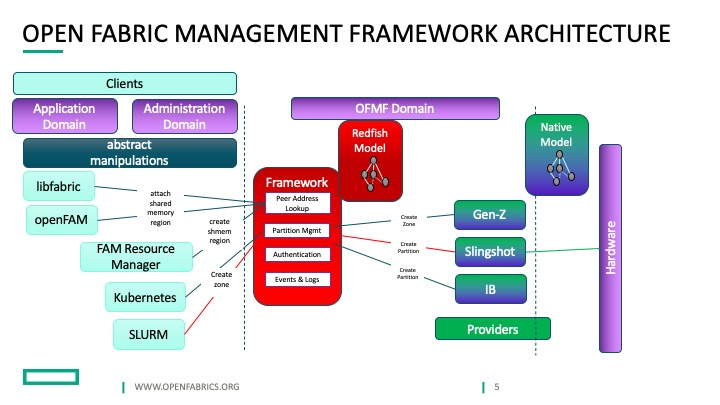 OPEN FABRIC MANAGEMENT FRAMEWORK ARCHITECTURE
Clients
Application
Domain
Administration
Domain
abstract
manipulations
OFMF Domain
Redfish
Model
Native
Model
libfabric
openFAM
FAM Resource
Manager
Kubernetes
SLURM
attach
shared
memory
region
create
shmem
region
Create
zone
Framework
Peer Address
Lookup
Partition Mgmt
Authentication
Events & Logs
Create
Zone
Create
Partition
Create
Partition
Gen-Z
Slingshot
IB
Providers
Hardware
WWW.OPENFABRICS.ORG
5